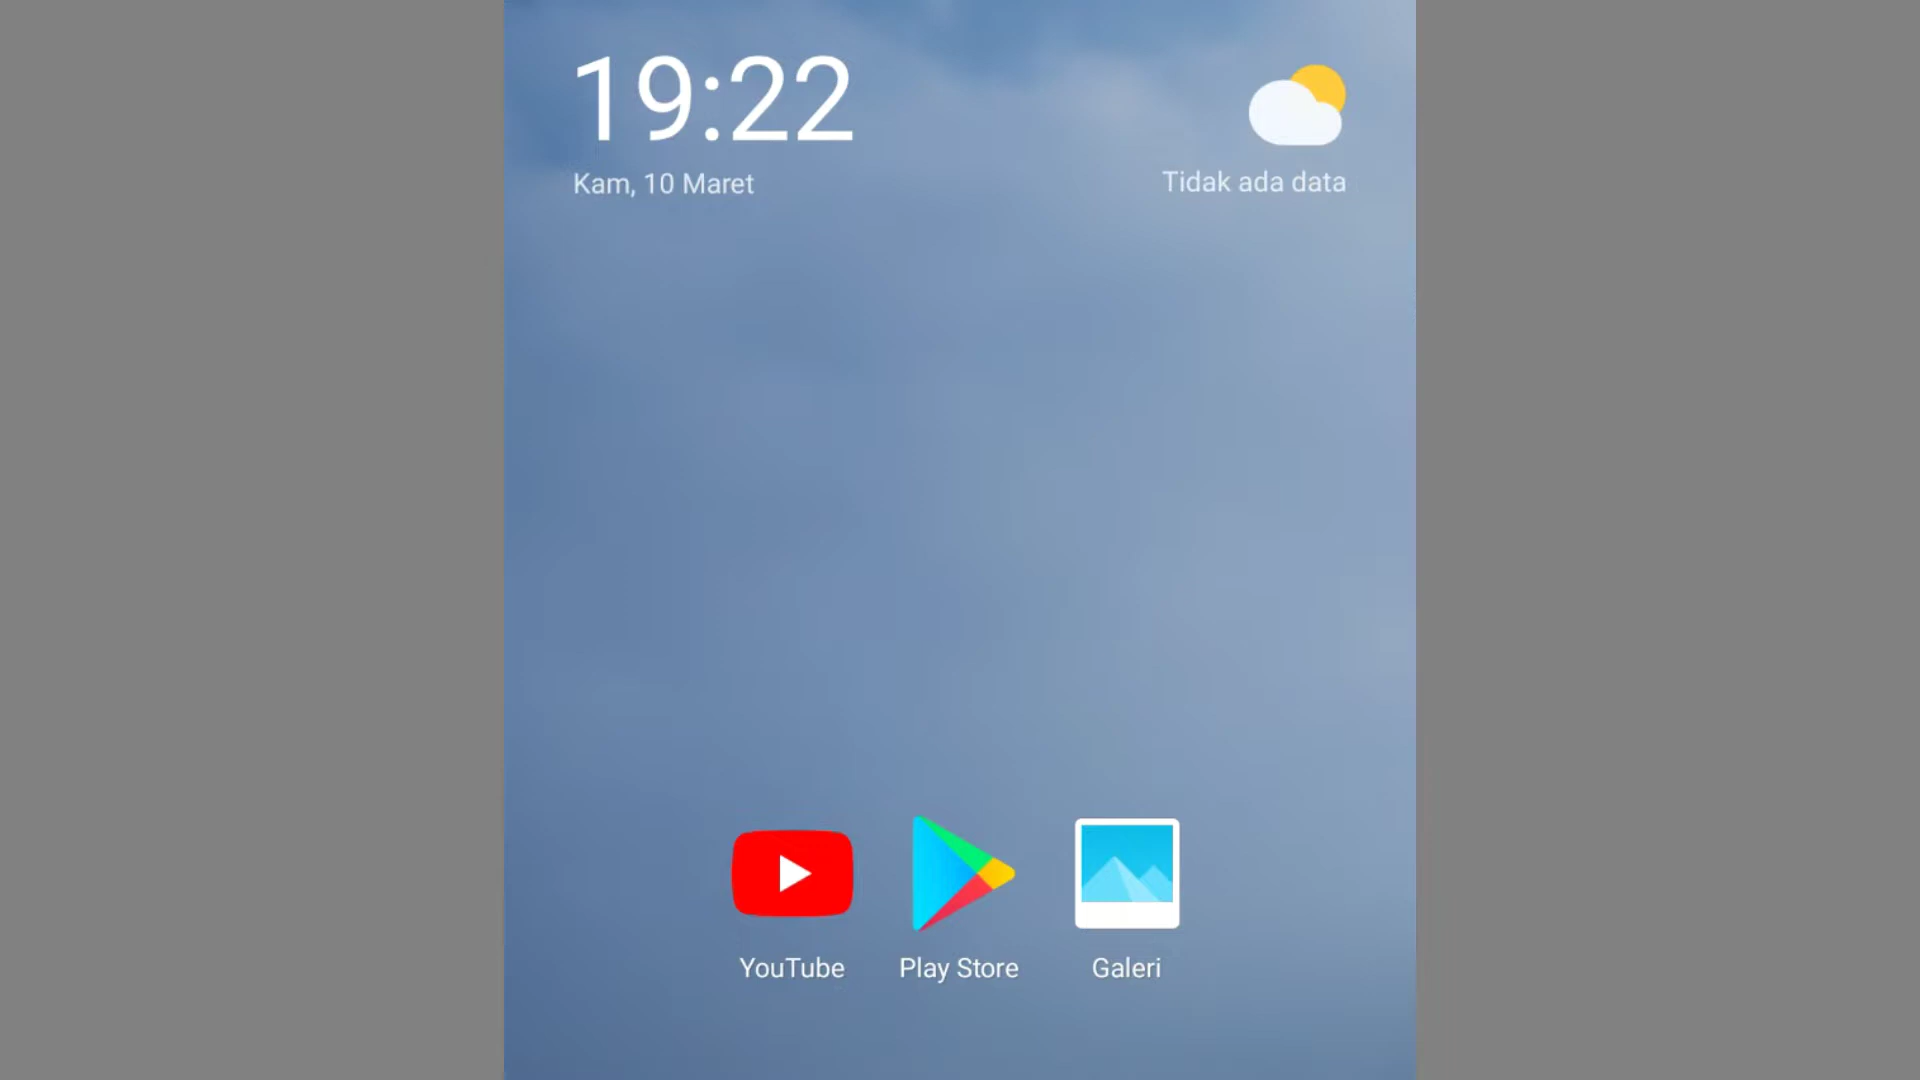 19:22
Kam, 10 Maret
Tidak ada data
YouTube
Play Store
Galeri